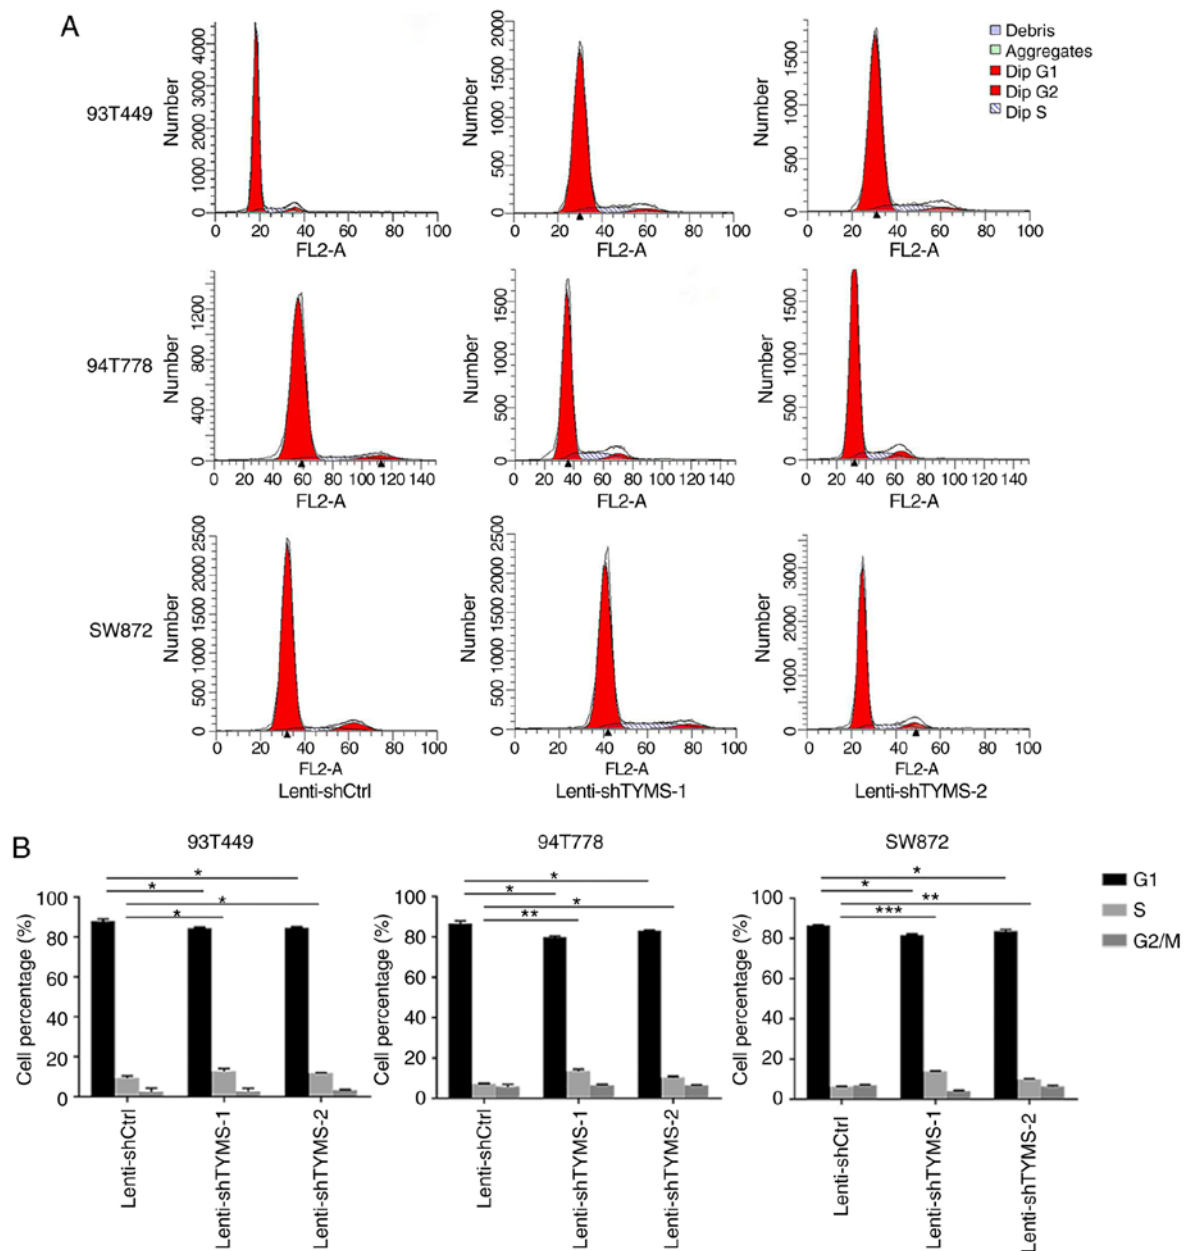 A
Debris
Aggregates
Dip G1
Dip G2
Dip S
93T449
Number
0 1000 2000 3000 4000
0 20 40 60 80 100
FL2-A
Number
0 500 1000 1500 2000
0 20 40 60 80 100
FL2-A
Number
0 500 1000 1500
0 20 40 60 80 100
FL2-A
94T778
Number
0 400 800 1200
0 20 40 60 80 100 120 140
FL2-A
Number
0 500 1000 1500
0 20 40 60 80 100 120 140
FL2-A
Number
0 500 1000 1500
0 20 40 60 80 100 120 140
FL2-A
SW872
Number
0 500 1000 1500 2000 2500
0 20 40 60 80 100
FL2-A
Lenti-shCtrl
Number
0 500 1000 1500 2000 2500
0 20 40 60 80 100
FL2-A
Lenti-shTYMS-1
Number
0 1000 2000 3000
0 20 40 60 80 100
FL2-A
Lenti-shTYMS-2
B
93T449
*
*
*
*
Cell percentage (%)
100
80
60
40
20
0
Lenti-shCtrl
Lenti-shTYMS-1
Lenti-shTYMS-2
94T778
*
*
*
**
Cell percentage (%)
100
80
60
40
20
0
Lenti-shCtrl
Lenti-shTYMS-1
Lenti-shTYMS-2
SW872
*
*
**
***
Cell percentage (%)
100
80
60
40
20
0
Lenti-shCtrl
Lenti-shTYMS-1
Lenti-shTYMS-2
G1
S
G2/M